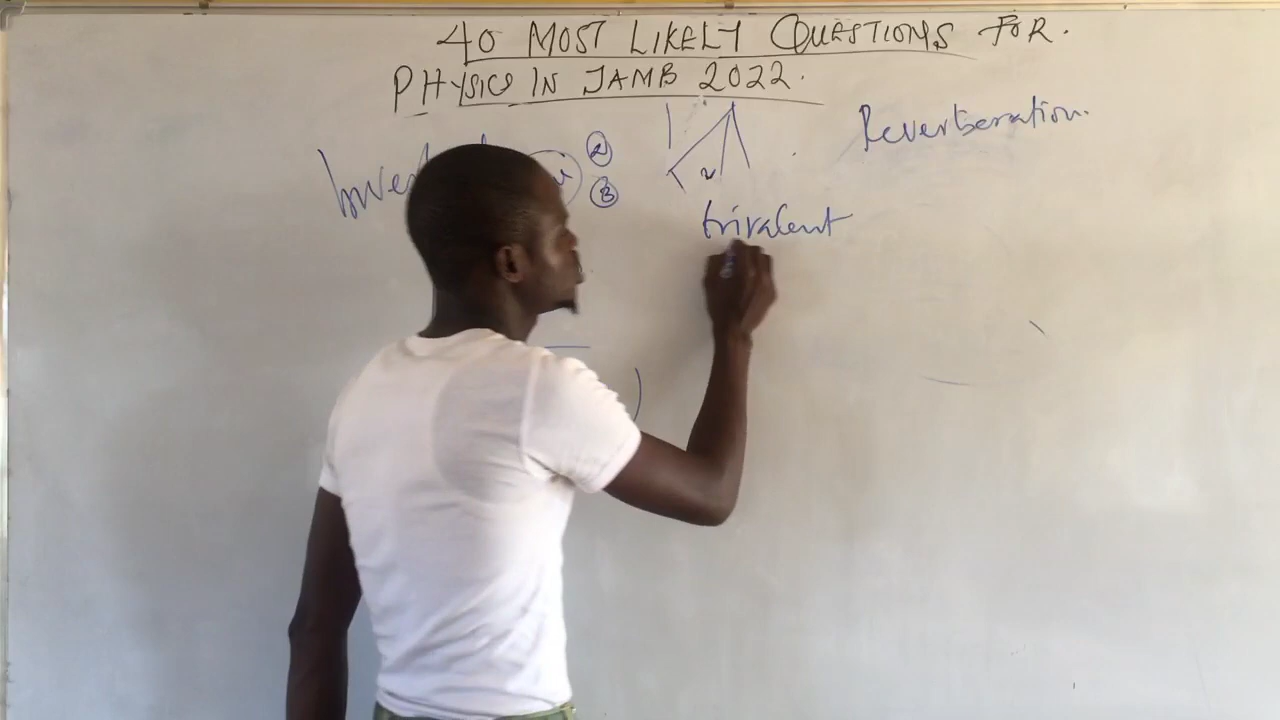 40 MOST LIKELY QUESTIONS FOR.
PHYSICS IN JAMB 2022.
Reverberation.
A
B
trivalent